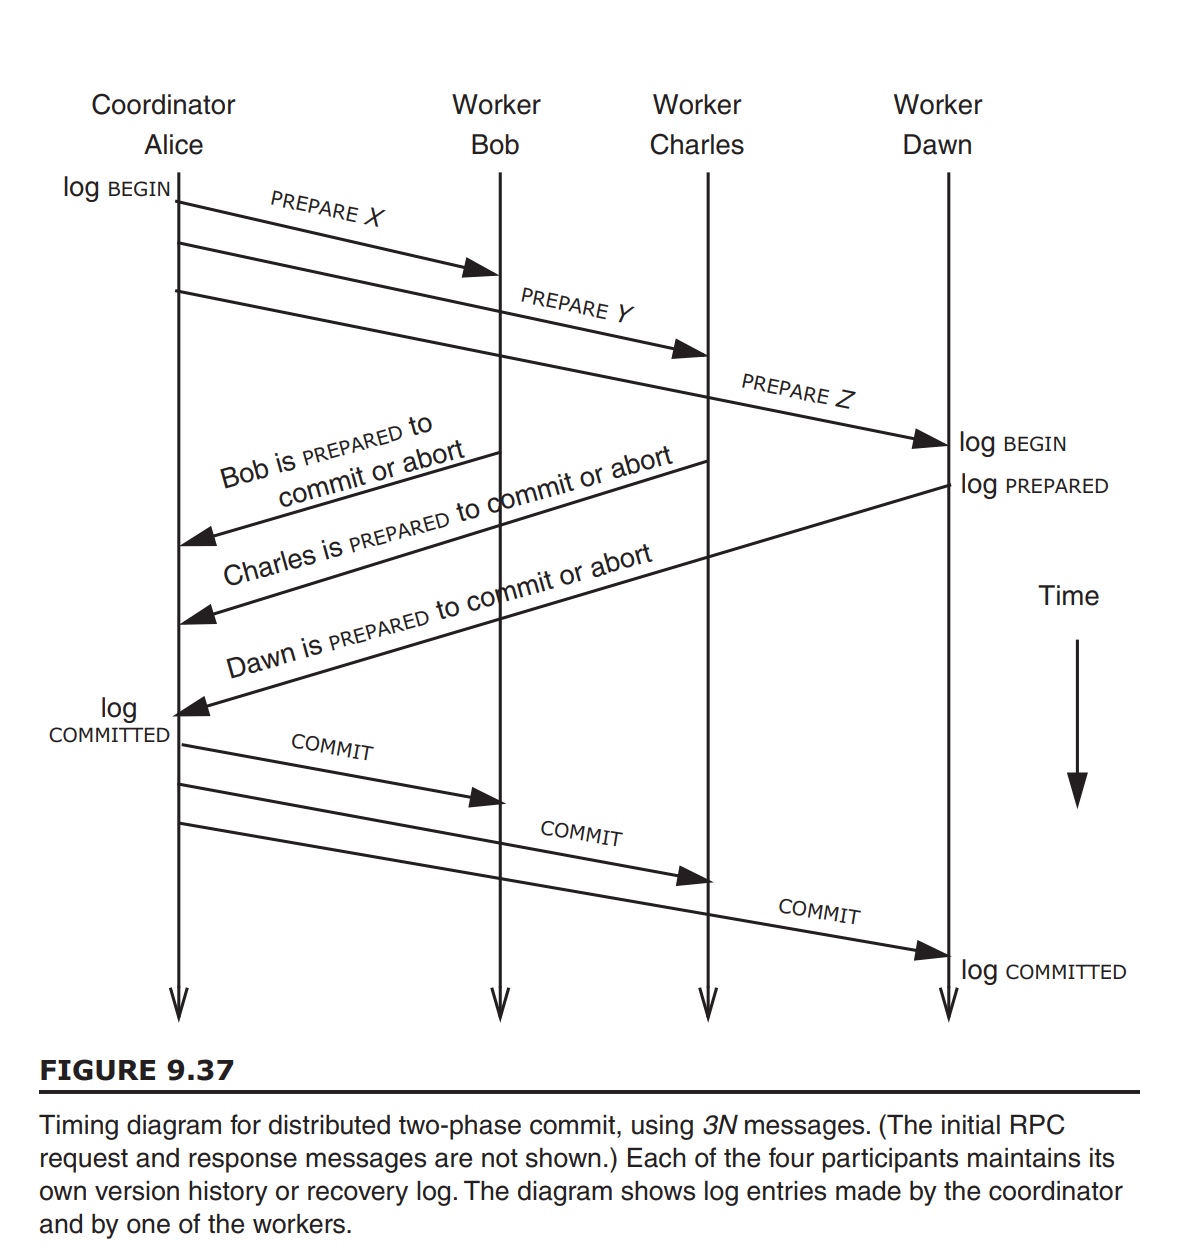 Coordinator
Alice
Worker
Bob
Worker
Charles
Worker
Dawn
log BEGIN
PREPARE X
PREPARE Y
PREPARE Z
log BEGIN
log PREPARED
Bob is PREPARED to
commit or abort
Charles is PREPARED to commit or abort
Dawn is PREPARED to commit or abort
Time
log
COMMITTED
COMMIT
COMMIT
COMMIT
log COMMITTED
FIGURE 9.37
Timing diagram for distributed two-phase commit, using 3N messages. (The initial RPC
request and response messages are not shown.) Each of the four participants maintains its
own version history or recovery log. The diagram shows log entries made by the coordinator
and by one of the workers.